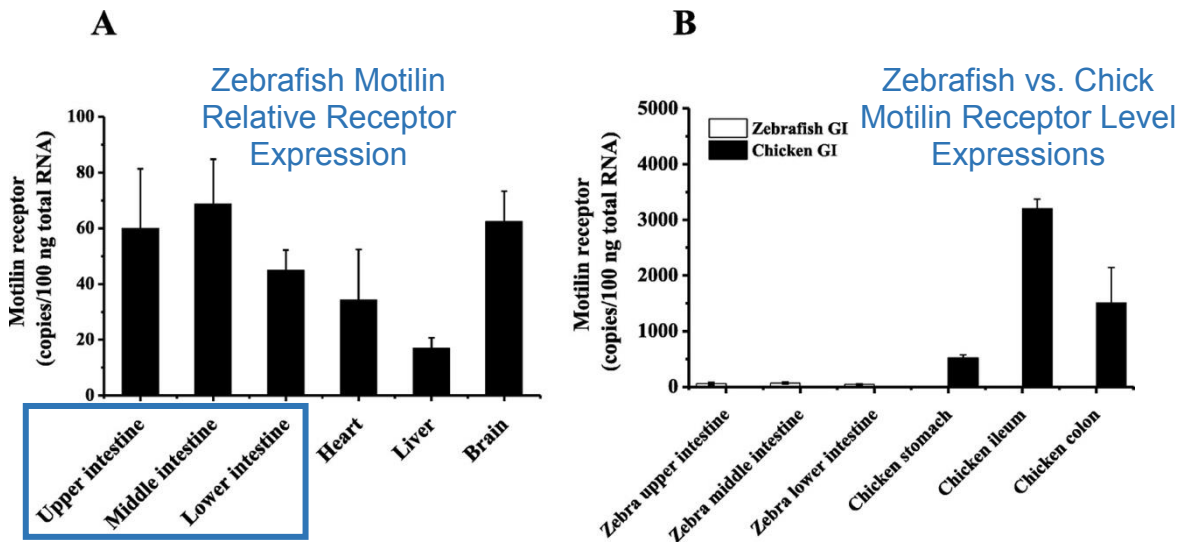 A
Zebrafish Motilin
Relative Receptor
Expression
Motilin receptor
(copies/100 ng total RNA)
100
80
60
40
20
0
Upper intestine
Middle intestine
Lower intestine
Heart
Liver
Brain
B
Zebrafish vs. Chick
Motilin Receptor Level
Expressions
Zebrafish GI
Chicken GI
Motilin receptor
(copies/100 ng total RNA)
5000
4000
3000
2000
1000
0
Zebra upper intestine
Zebra middle intestine
Zebra lower intestine
Chicken stomach
Chicken ileum
Chicken colon